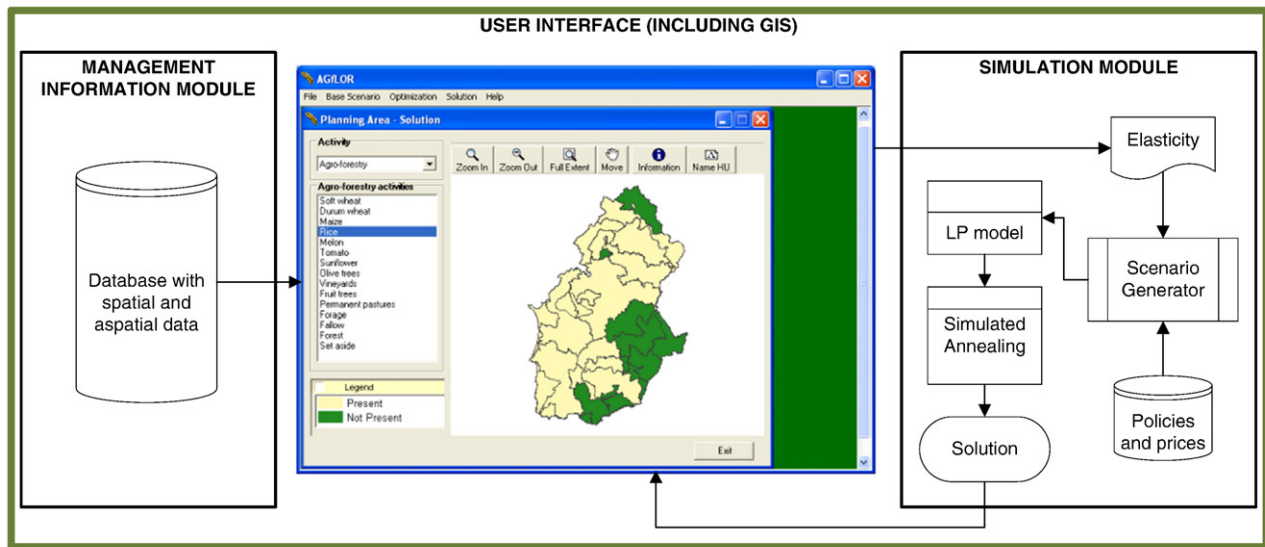 USER INTERFACE (INCLUDING GIS)
MANAGEMENT
INFORMATION MODULE
Database with
spatial and
aspatial data
AGfLOR
File Base Scenario Optimization Solution Help
Planning Area - Solution
Activity
Agro-forestry
Agro-forestry activities
Soft wheat
Durum wheat
Maize
Rice
Melon
Tomato
Sunflower
Olive trees
Vineyards
Fruit trees
Permanent pastures
Forage
Fallow
Forest
Set aside
Legend
Present
Not Present
Zoom In Zoom Out Full Extent Move Information Name HU
Exit
SIMULATION MODULE
Elasticity
LP model
Scenario
Generator
Simulated
Annealing
Policies
and prices
Solution